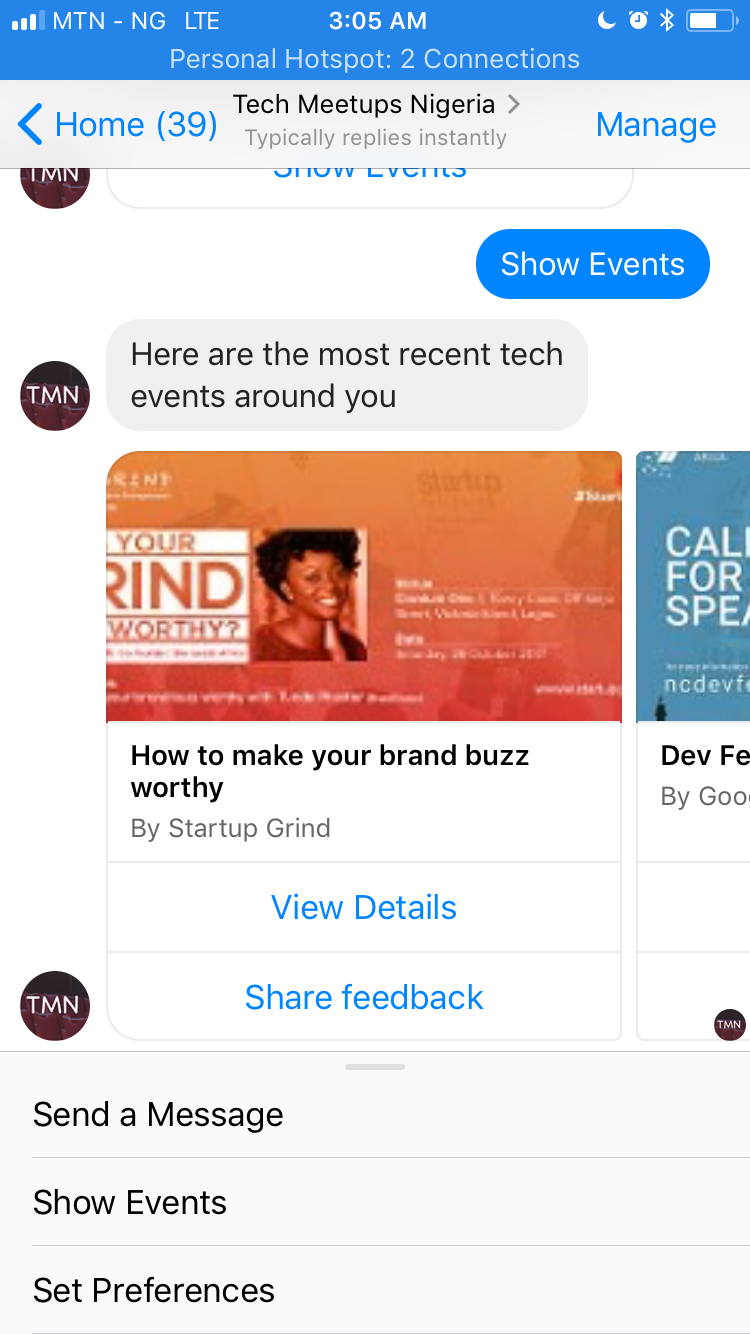 MTN - NG LTE 3:05 AM
Personal Hotspot: 2 Connections
Home (39)
Tech Meetups Nigeria
Typically replies instantly
Manage
TMN
Show Events
Show Events
Here are the most recent tech
events around you
TMN
Startup
YOUR
RIND
WORTHY?
Date
CALL
FOR
SPEA
ncdevfe
How to make your brand buzz
worthy
By Startup Grind
View Details
Share feedback
Dev Fe
By Goog
TMN
TMN
Send a Message
Show Events
Set Preferences